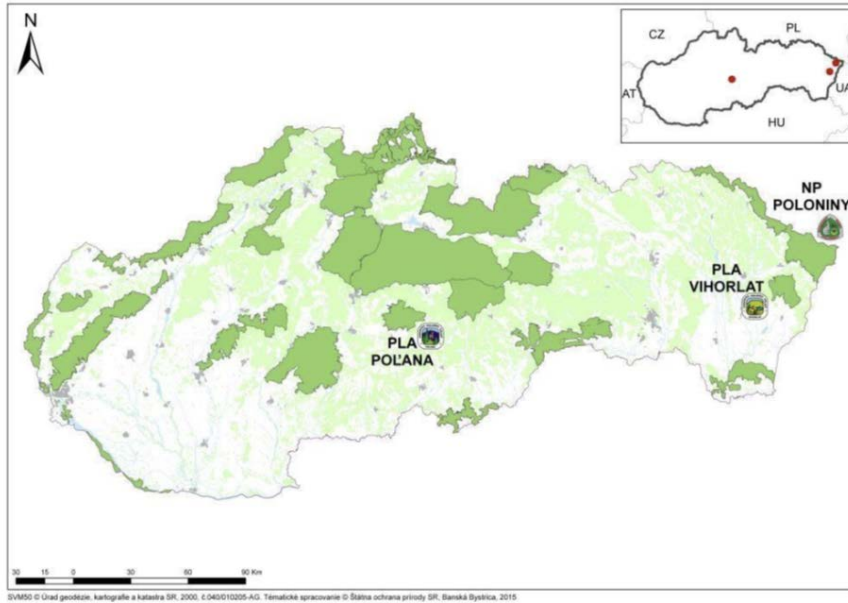 N
CZ
PL
AT
UA
HU
NP
POLONINY
PLA
VIHORLAT
PLA
POĽANA
30 15 0 30 60 90 Km
SVM50 © Úrad geodézie, kartografie a katastra SR, 2000, č.040/010205-AG. Tématické spracovanie © Štátna ochrana prírody SR, Banská Bystrica, 2015